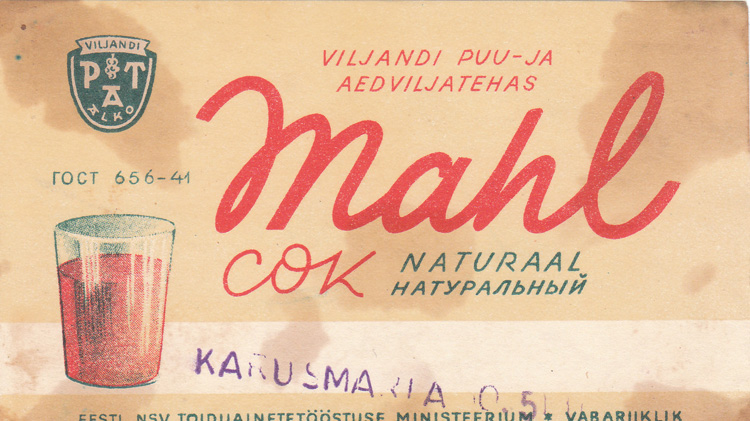 VILJANDI
P T
A
ALKO
VILJANDI PUU-JA
AEDVILJATEHAS
Mahl
ГОСТ 656-41
СОК
NATURAAL
НАТУРАЛЬНЫЙ
KARUSMARJA 0,5
EESTI NSV TOIDUAINETETÖÖSTUSE MINISTEERIUM * VABARIIKLIK